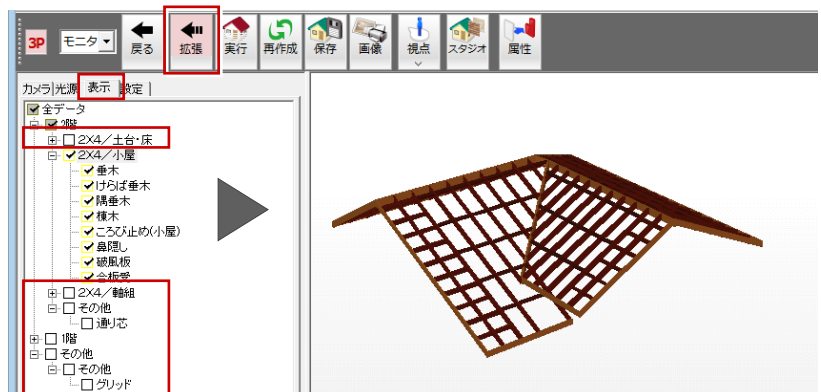 3P モニタ 戻る 拡張 実行 再作成 保存 画像 視点 スタジオ 属性
カメラ 光源 表示 設定
全データ
2階
2X4／土台・床
2X4／小屋
垂木
けらば垂木
隅垂木
棟木
ころび止め(小屋)
鼻隠し
破風板
合板受
2X4／軸組
その他
通り芯
1階
その他
その他
グリッド